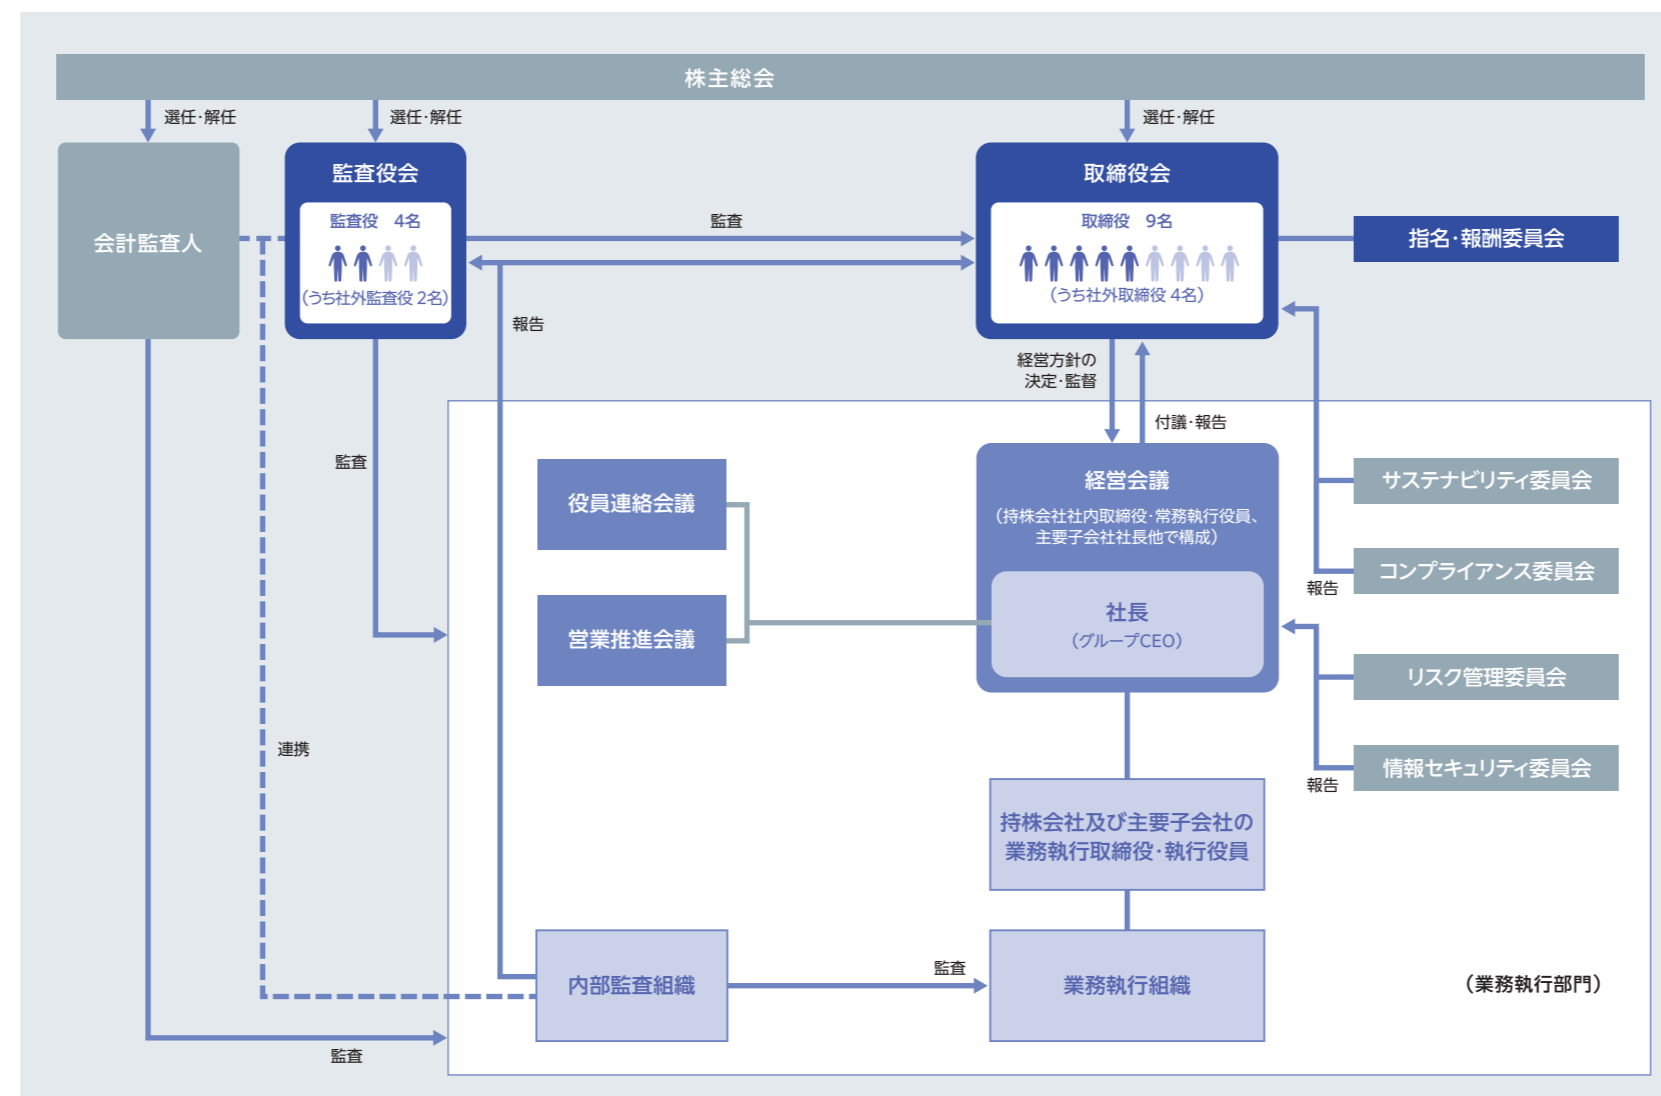 株主総会
選任・解任
選任・解任
選任・解任
会計監査人
監査役会
監査役　4名
（うち社外監査役 2名）
監査
報告
取締役会
取締役　9名
（うち社外取締役 4名）
指名・報酬委員会
経営方針の
決定・監督
付議・報告
監査
役員連絡会議
営業推進会議
経営会議
（持株会社社内取締役・常務執行役員、
主要子会社社長他で構成）
社長
（グループCEO）
サステナビリティ委員会
コンプライアンス委員会
報告
リスク管理委員会
情報セキュリティ委員会
報告
連携
持株会社及び主要子会社の
業務執行取締役・執行役員
内部監査組織
監査
業務執行組織
（業務執行部門）
監査